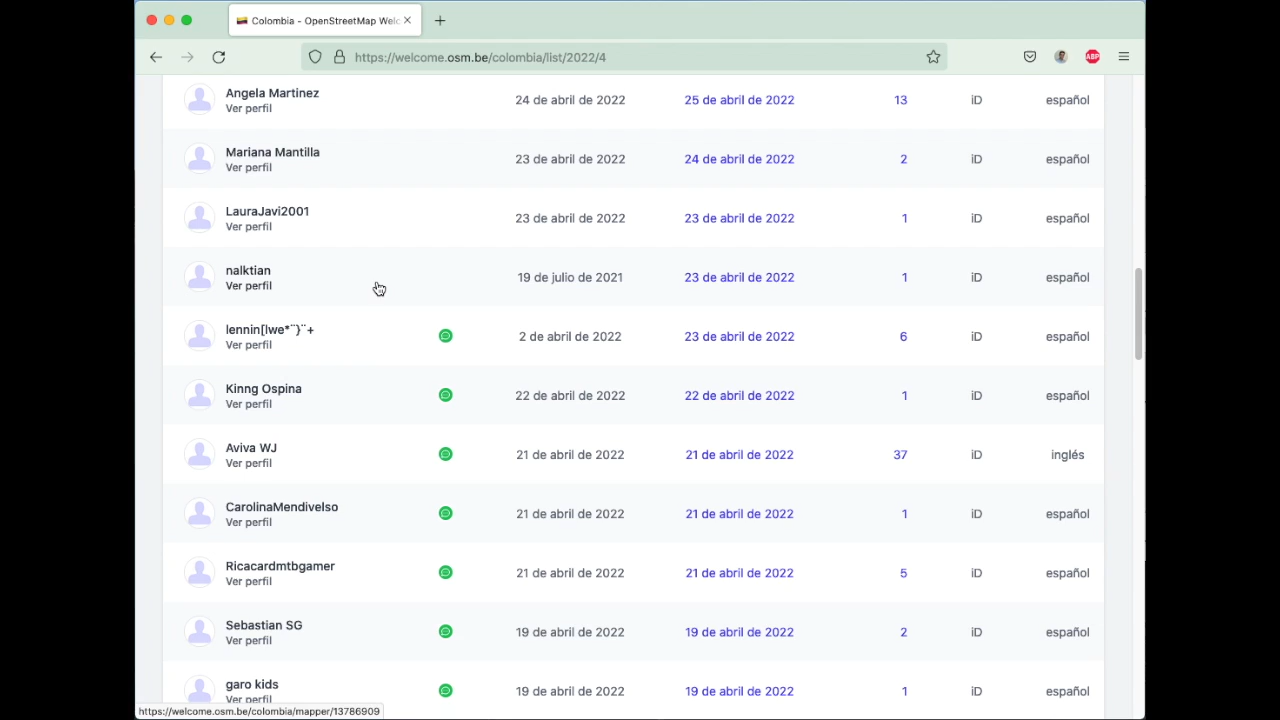 Colombia - OpenStreetMap Welc
https://welcome.osm.be/colombia/list/2022/4
ABP
Angela Martinez 24 de abril de 2022 25 de abril de 2022 13 iD español
Ver perfil
Mariana Mantilla 23 de abril de 2022 24 de abril de 2022 2 iD español
Ver perfil
LauraJavi2001 23 de abril de 2022 23 de abril de 2022 1 iD español
Ver perfil
nalktian 19 de julio de 2021 23 de abril de 2022 1 iD español
Ver perfil
lennin[lwe*¨}¨+ 2 de abril de 2022 23 de abril de 2022 6 iD español
Ver perfil
Kinng Ospina 22 de abril de 2022 22 de abril de 2022 1 iD español
Ver perfil
Aviva WJ 21 de abril de 2022 21 de abril de 2022 37 iD inglés
Ver perfil
CarolinaMendivelso 21 de abril de 2022 21 de abril de 2022 1 iD español
Ver perfil
Ricacardmtbgamer 21 de abril de 2022 21 de abril de 2022 5 iD español
Ver perfil
Sebastian SG 19 de abril de 2022 19 de abril de 2022 2 iD español
Ver perfil
garo kids 19 de abril de 2022 19 de abril de 2022 1 iD español
Ver perfil
https://welcome.osm.be/colombia/mapper/13786909